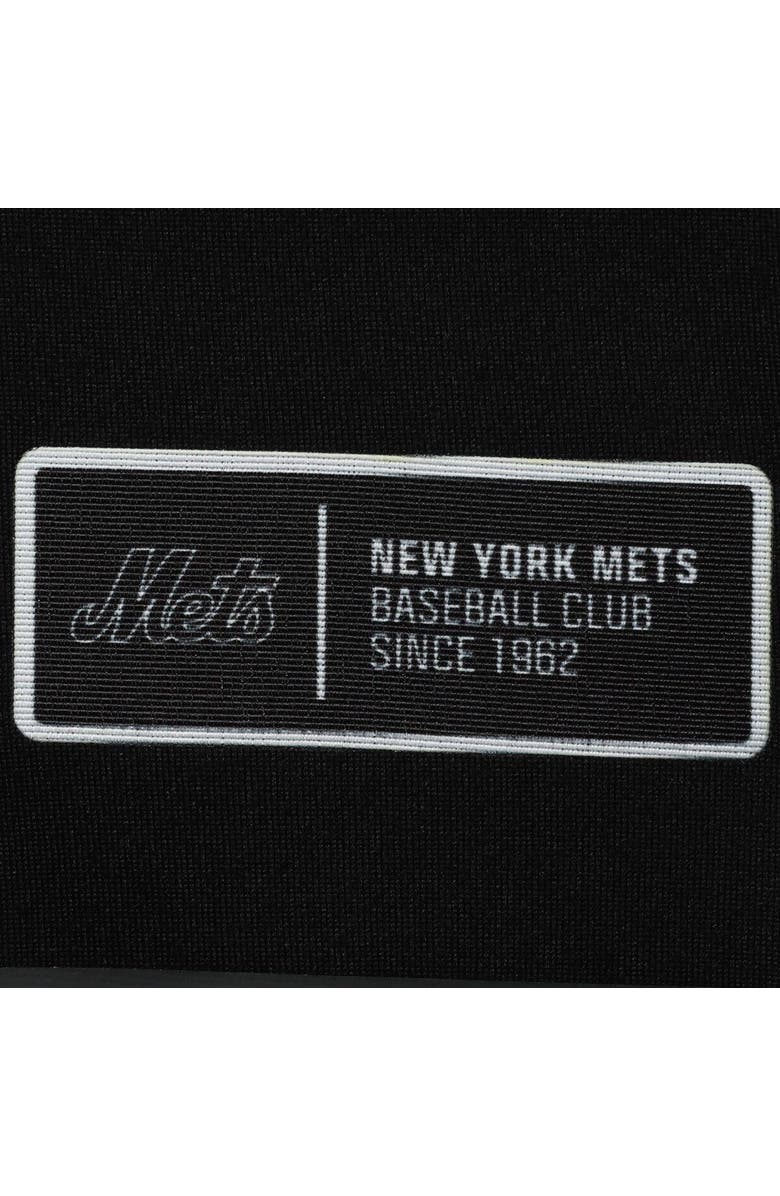 Mets
NEW YORK METS
BASEBALL CLUB
SINCE 1962